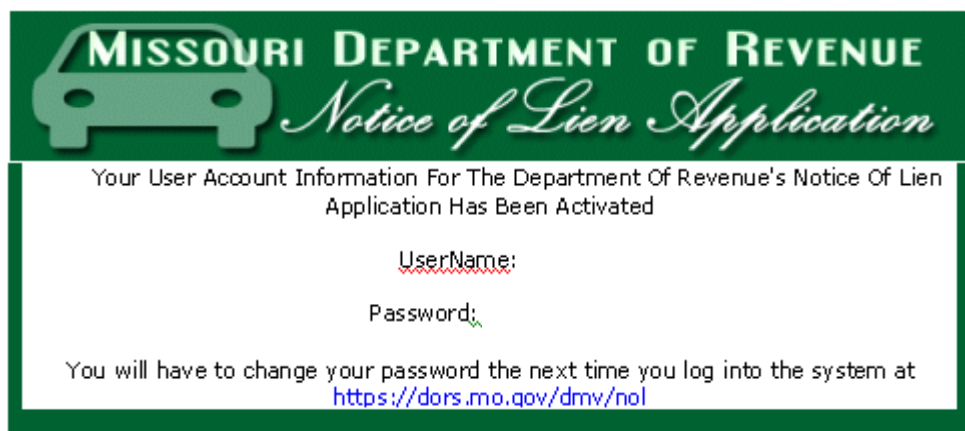 MISSOURI DEPARTMENT OF REVENUE
Notice of Lien Application
Your User Account Information For The Department Of Revenue's Notice Of Lien
Application Has Been Activated
UserName:
Password:
You will have to change your password the next time you log into the system at
https://dors.mo.gov/dmv/nol